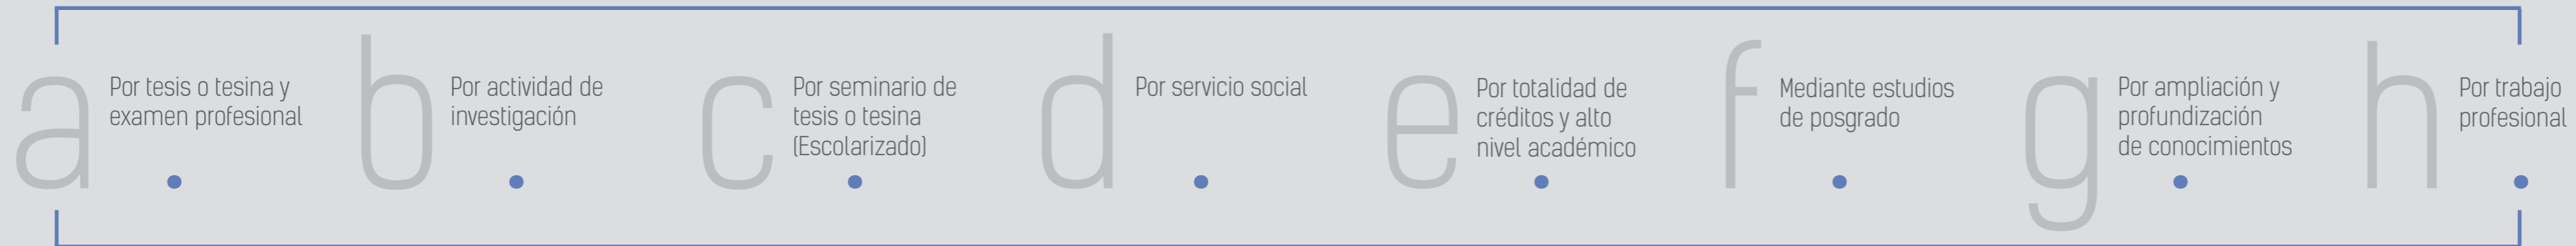 a
Por tesis o tesina y
examen profesional
b
Por actividad de
investigación
c
Por seminario de
tesis o tesina
(Escolarizado)
d
Por servicio social
e
Por totalidad de
créditos y alto
nivel académico
f
Mediante estudios
de posgrado
g
Por ampliación y
profundización
de conocimientos
h
Por trabajo
profesional